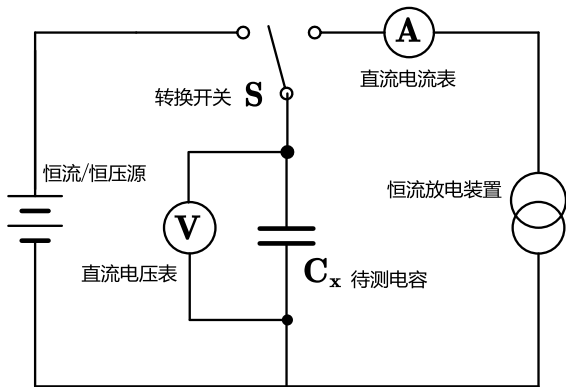 A
直流电流表
转换开关 S
恒流/恒压源
恒流放电装置
V
直流电压表
Cx 待测电容